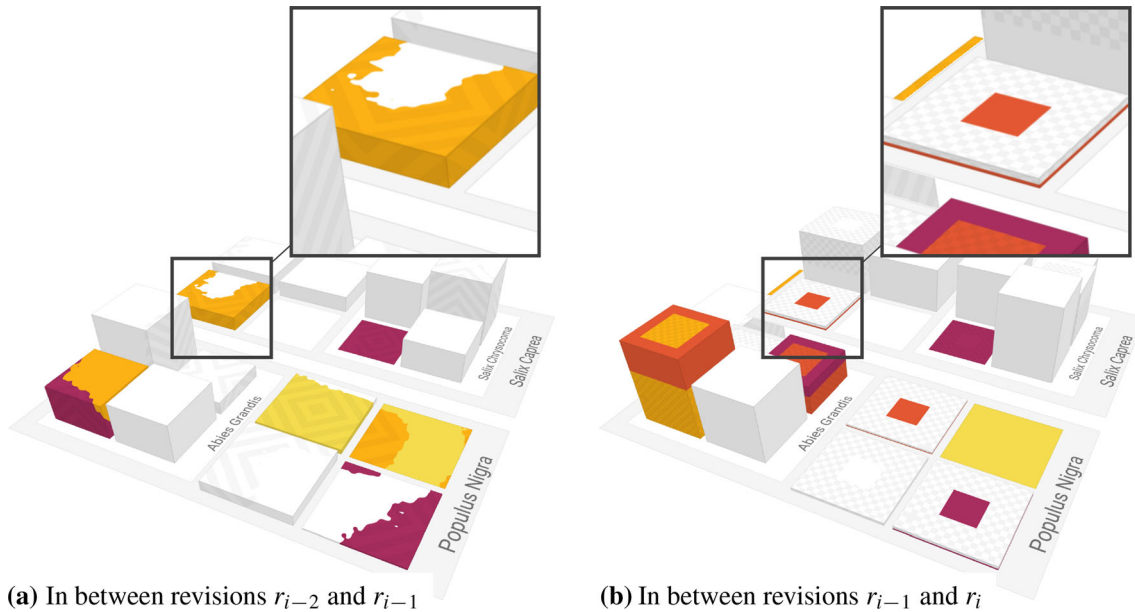 Abies Grandis
Populus Nigra
Salix Chrysocoma
Salix Caprea
Abies Grandis
Populus Nigra
Salix Chrysocoma
Salix Caprea
(a) In between revisions r_{i−2} and r_{i−1}
(b) In between revisions r_{i−1} and r_i